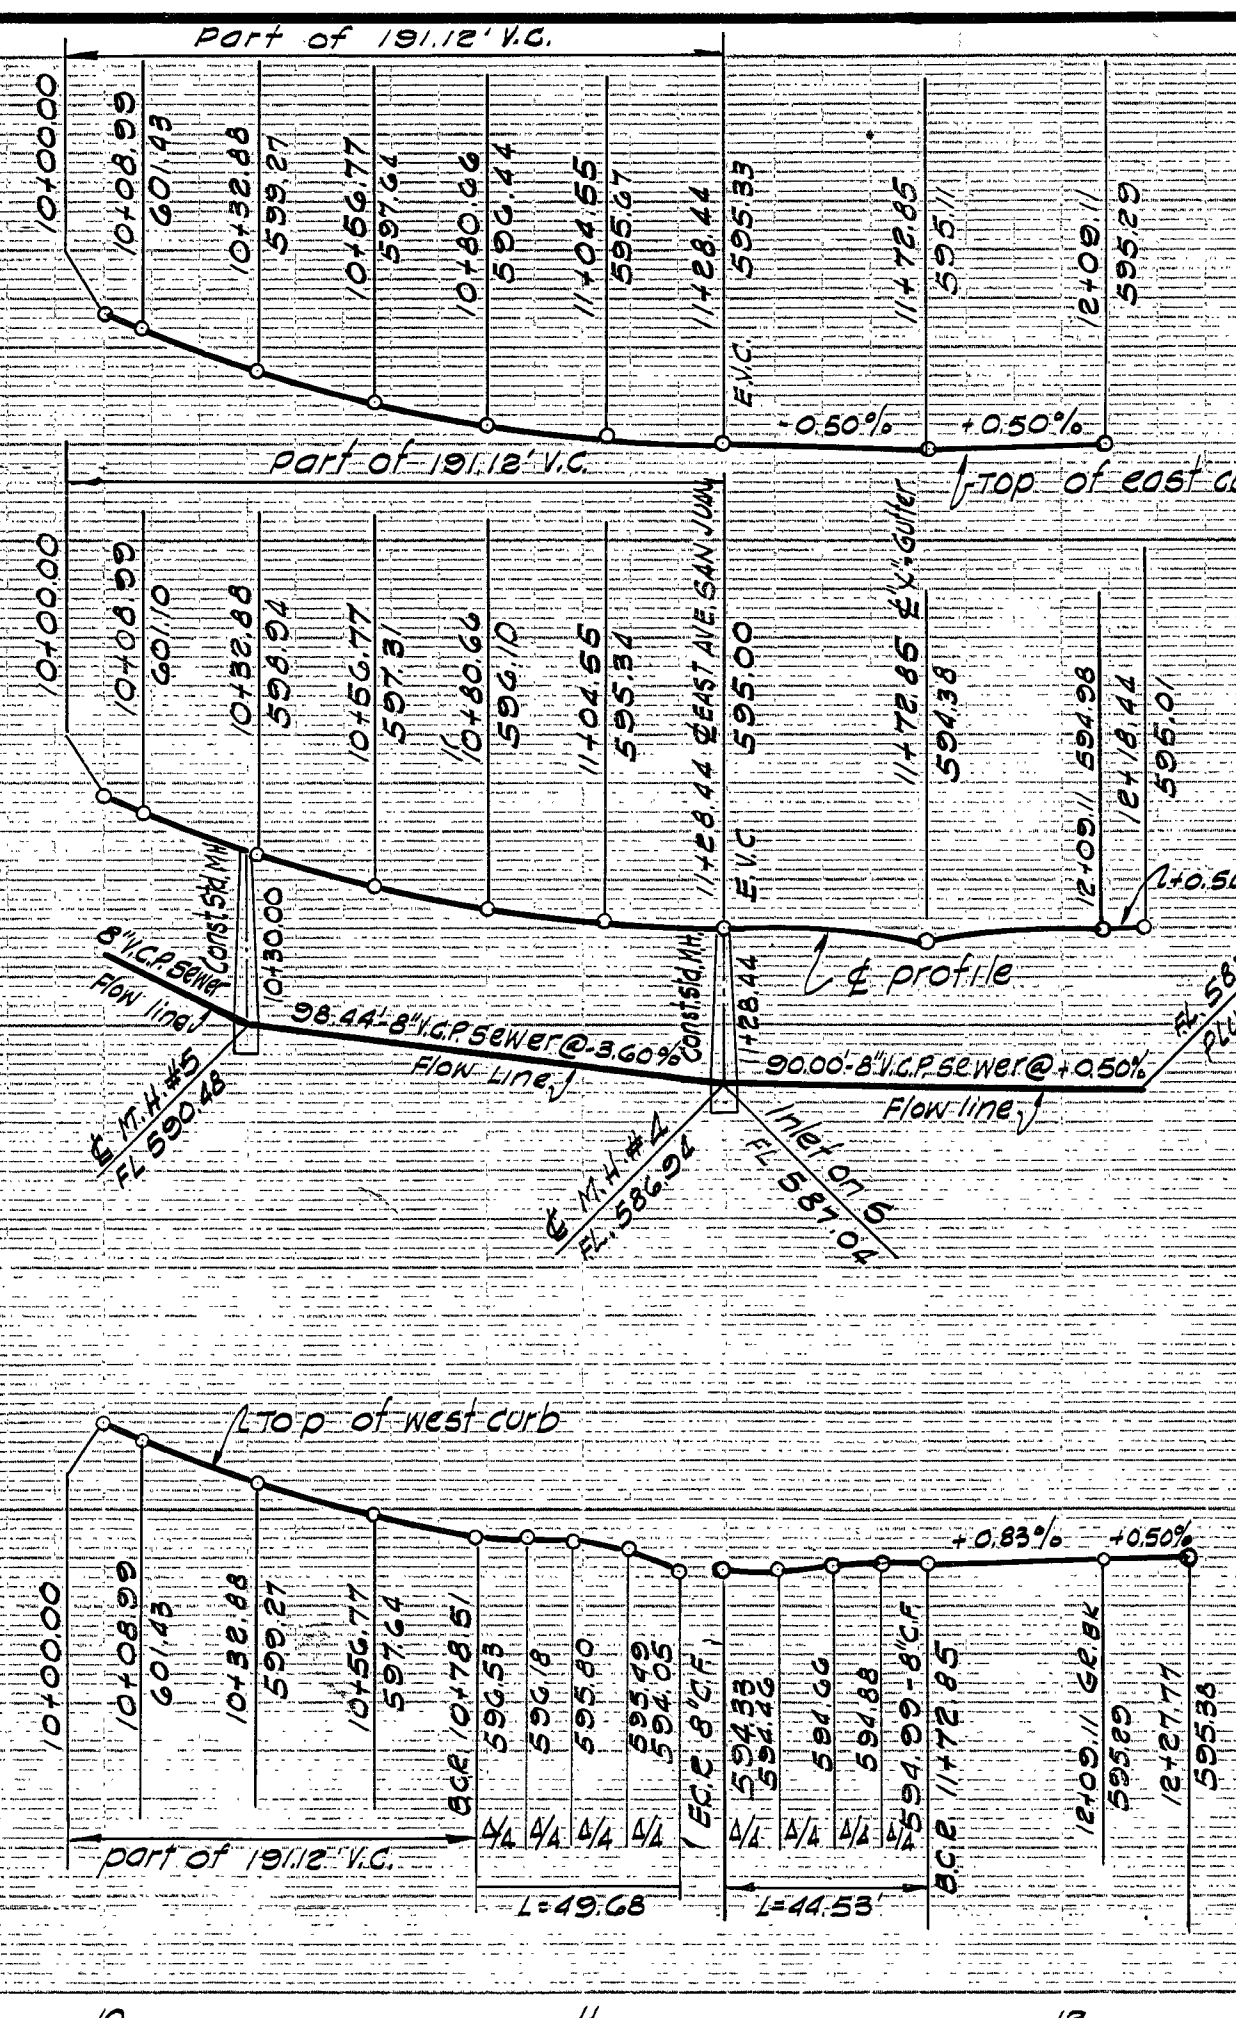 part of 191.12' V.C.
10+00.00
10+08.99
601.43
10+32.88
599.27
10+56.77
597.64
10+80.66
596.44
11+04.55
595.67
11+28.44
595.33
E.V.C.
11+72.85
595.11
12+09.11
595.29
-0.50%
+0.50%
Top of east
part of 191.12' V.C.
10+00.00
10+08.99
601.10
10+32.88
598.94
10+56.77
597.31
10+80.66
596.10
11+04.55
595.34
11+28.44 ℄ EAST AVE. SAN JUAN
595.00
E.V.C.
11+72.85 ℄ "V" Gutter
594.38
12+09.11 594.98
12+18.44
595.01
℄ profile
Const. Std. M.H.
10+30.00
8" V.C.P. Sewer
Flow line
98.44'-8" V.C.P. Sewer @ -3.60%
Flow Line
Const. Std. M.H.
11+28.44
90.00'-8" V.C.P. Sewer @ +0.50%
Flow line
℄ M.H. #5
FL 590.48
℄ M.H. #4
FL. 586.94
Inlet on S
FL 587.04
Top of west curb
+0.83%
+0.50%
10+00.00
10+08.99
601.43
10+32.88
599.27
10+56.77
597.64
B.C.R. 10+78.51
596.53
596.18
595.80
595.49
594.05
E.C.R. 8" C.F.
594.33
594.46
594.66
594.88
594.99-8" C.F.
B.C.R. 11+72.85
12+09.11 GR. BK
595.29
12+27.77
595.38
Δ/4 Δ/4 Δ/4 Δ/4
Δ/4 Δ/4 Δ/4 Δ/4
part of 191.12' V.C.
L=49.68
L=44.53'